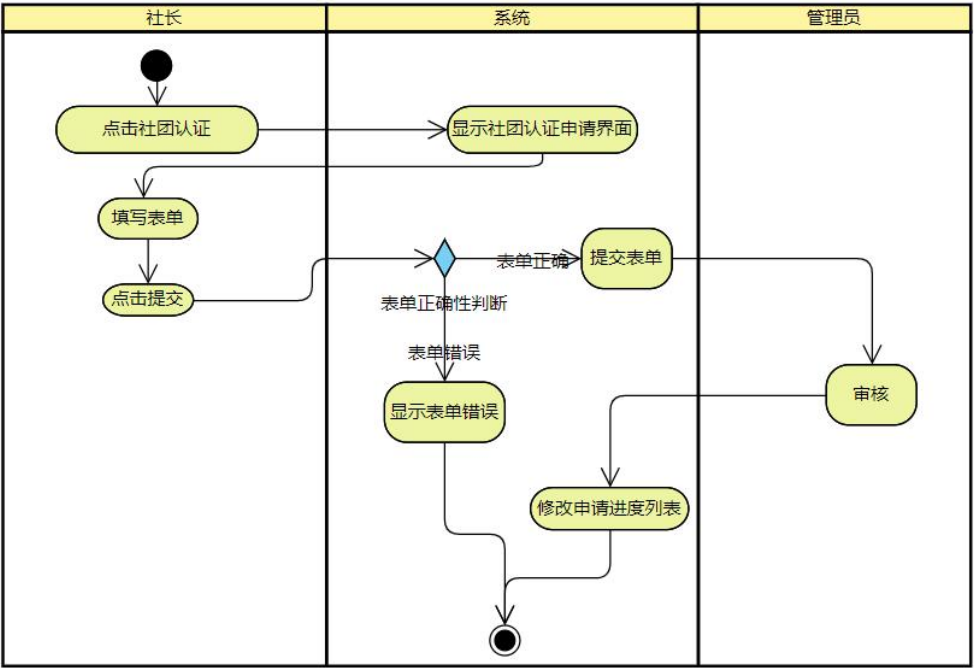 社长
系统
管理员
点击社团认证
显示社团认证申请界面
填写表单
表单正确
提交表单
点击提交
表单正确性判断
表单错误
审核
显示表单错误
修改申请进度列表